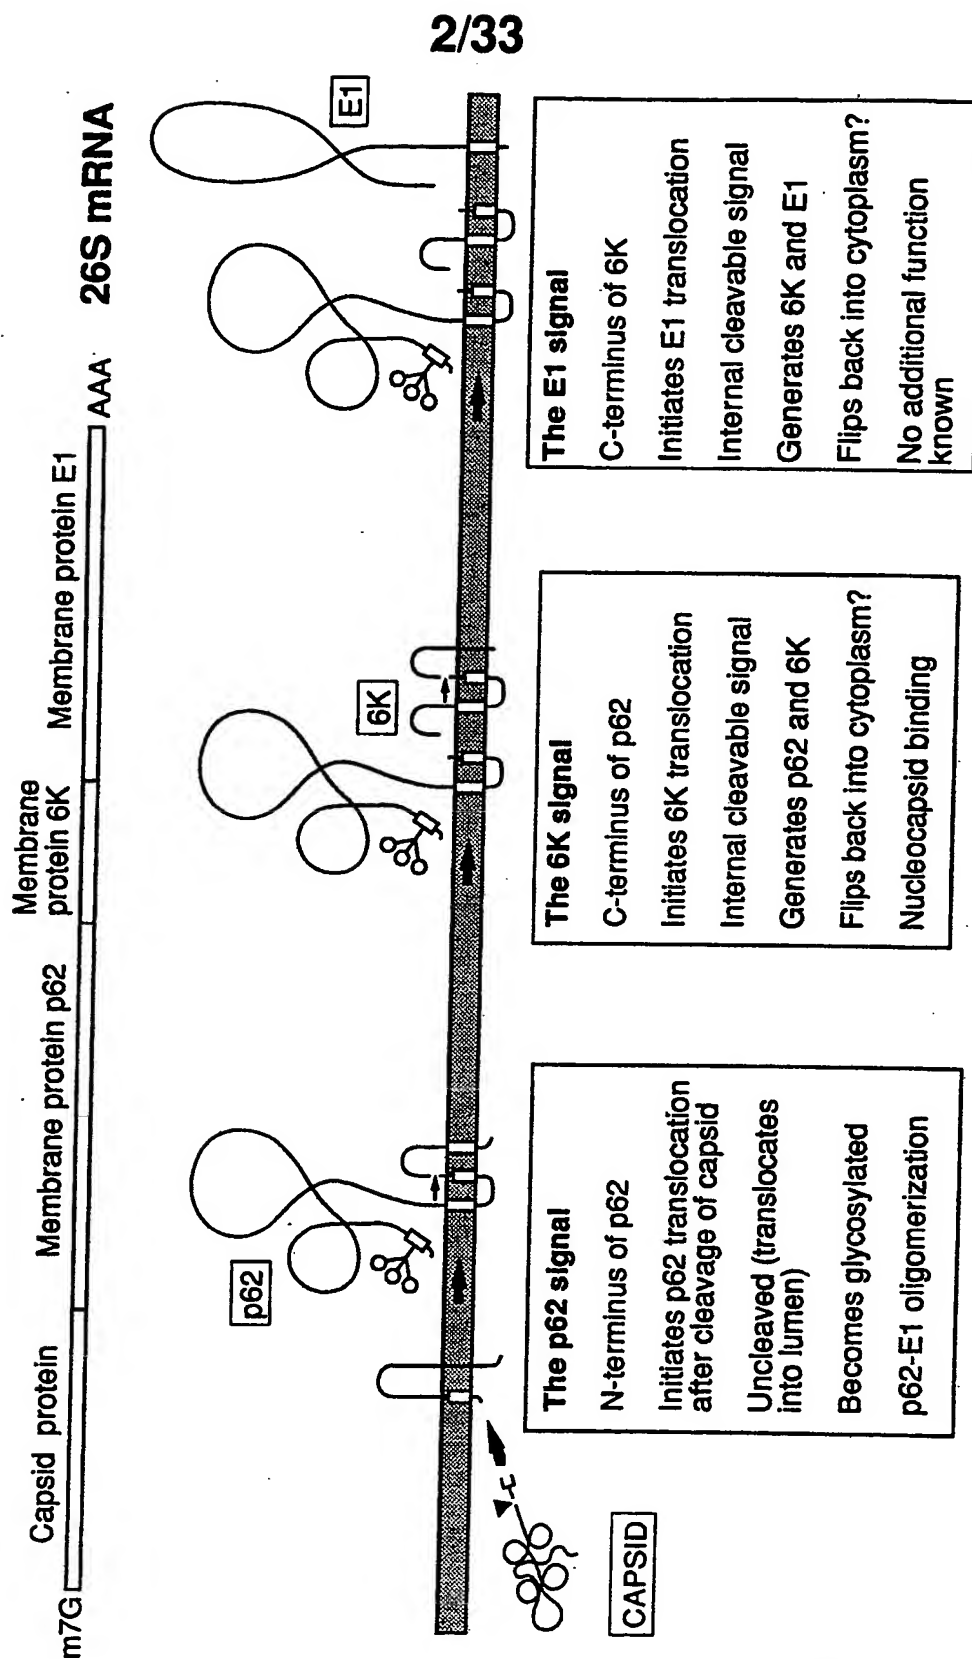 2/33
Capsid protein
Membrane protein p62
Membrane
protein 6K
Membrane protein E1
m7G
AAA
26S mRNA
CAPSID
p62
6K
E1
The p62 signal
N-terminus of p62
Initiates p62 translocation
after cleavage of capsid
Uncleaved (translocates
into lumen)
Becomes glycosylated
p62-E1 oligomerization
The 6K signal
C-terminus of p62
Initiates 6K translocation
Internal cleavable signal
Generates p62 and 6K
Flips back into cytoplasm?
Nucleocapsid binding
The E1 signal
C-terminus of 6K
Initiates E1 translocation
Internal cleavable signal
Generates 6K and E1
Flips back into cytoplasm?
No additional function
known